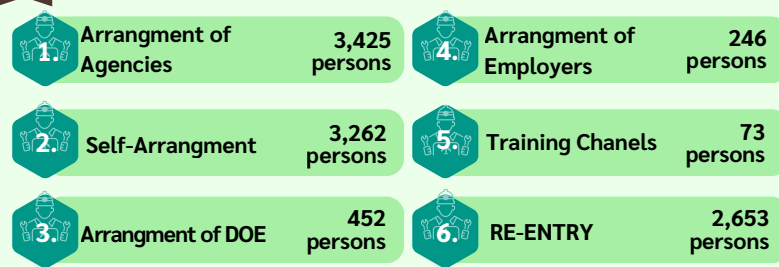 1.
Arrangment of
Agencies
3,425
persons
2.
Self-Arrangment
3,262
persons
3.
Arrangment of DOE
452
persons
4.
Arrangment of
Employers
246
persons
5.
Training Chanels
73
persons
6.
RE-ENTRY
2,653
persons